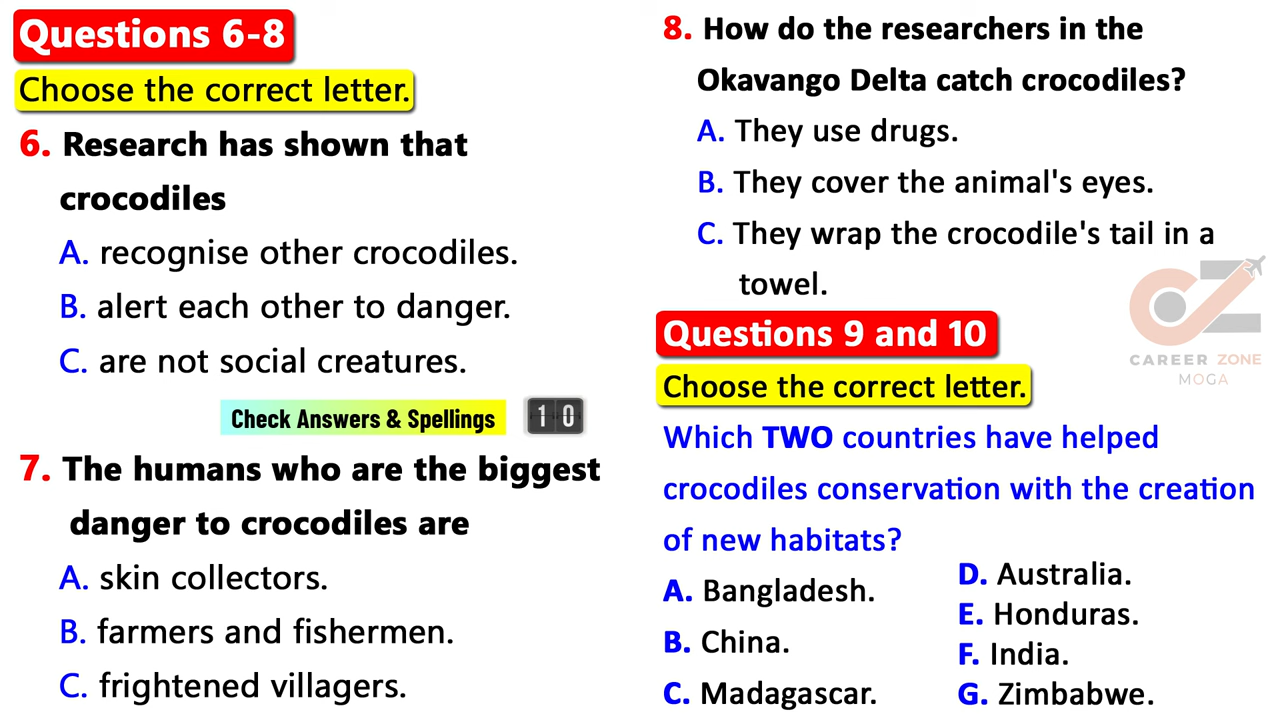 Questions 6-8
Choose the correct letter.
6. Research has shown that
crocodiles
A. recognise other crocodiles.
B. alert each other to danger.
C. are not social creatures.
Check Answers & Spellings
10
7. The humans who are the biggest
danger to crocodiles are
A. skin collectors.
B. farmers and fishermen.
C. frightened villagers.
8. How do the researchers in the
Okavango Delta catch crocodiles?
A. They use drugs.
B. They cover the animal's eyes.
C. They wrap the crocodile's tail in a
towel.
CZ
CAREER ZONE
MOGA
Questions 9 and 10
Choose the correct letter.
Which TWO countries have helped
crocodiles conservation with the creation
of new habitats?
A. Bangladesh.
B. China.
C. Madagascar.
D. Australia.
E. Honduras.
F. India.
G. Zimbabwe.